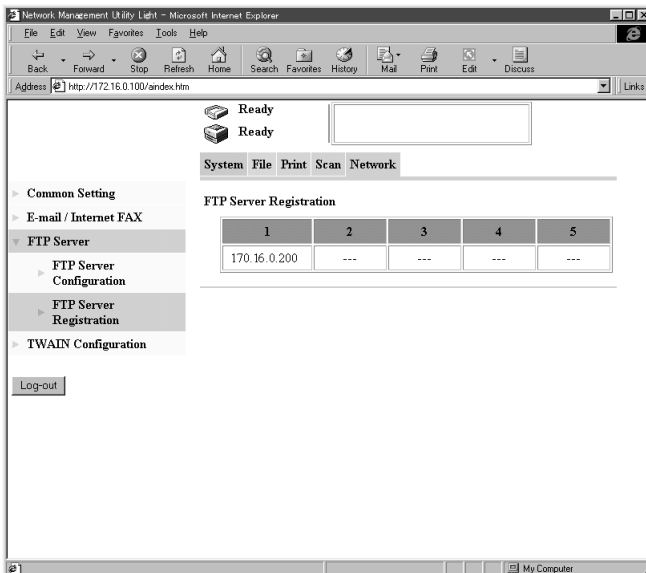 Network Management Utility Light - Microsoft Internet Explorer
File Edit View Favorites Tools Help
Back Forward Stop Refresh Home Search Favorites History Mail Print Edit Discuss
Address http://172.16.0.100/aindex.htm Links
Ready
Ready
System File Print Scan Network
Common Setting
E-mail / Internet FAX
FTP Server
FTP Server
Configuration
FTP Server
Registration
TWAIN Configuration
Log-out
FTP Server Registration
1 2 3 4 5
170.16.0.200 --- --- --- ---
My Computer